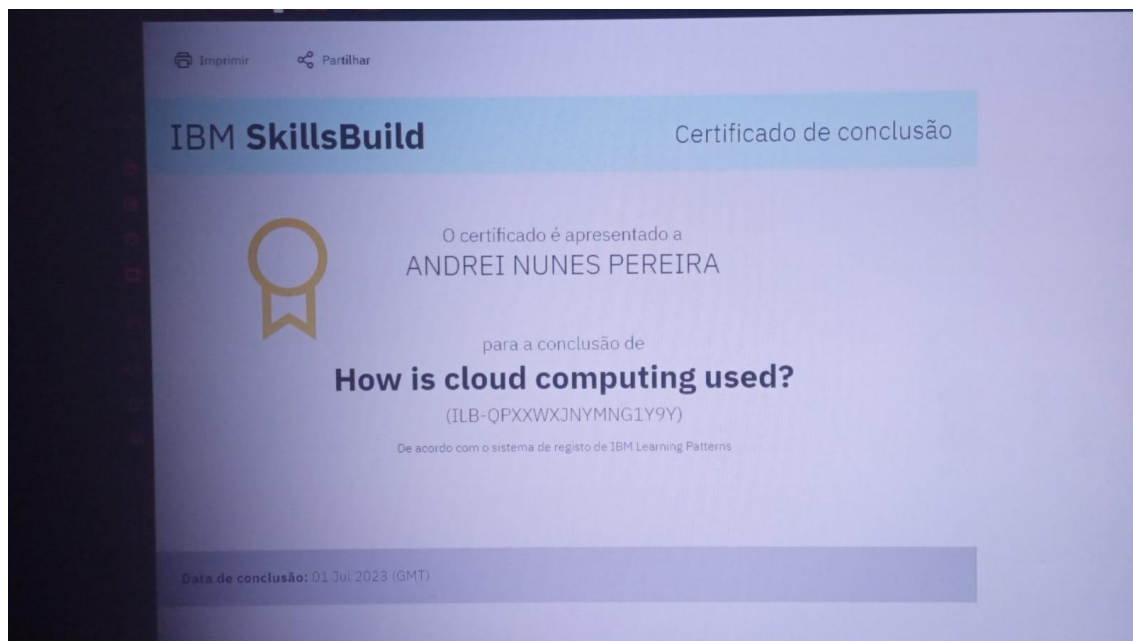 Imprimir Partilhar
IBM SkillsBuild Certificado de conclusão
O certificado é apresentado a
ANDREI NUNES PEREIRA
para a conclusão de
How is cloud computing used?
(ILB-QPXXWXJNYMNG1Y9Y)
De acordo com o sistema de registo de IBM Learning Patterns
Data de conclusão: 01 Jul 2023 (GMT)